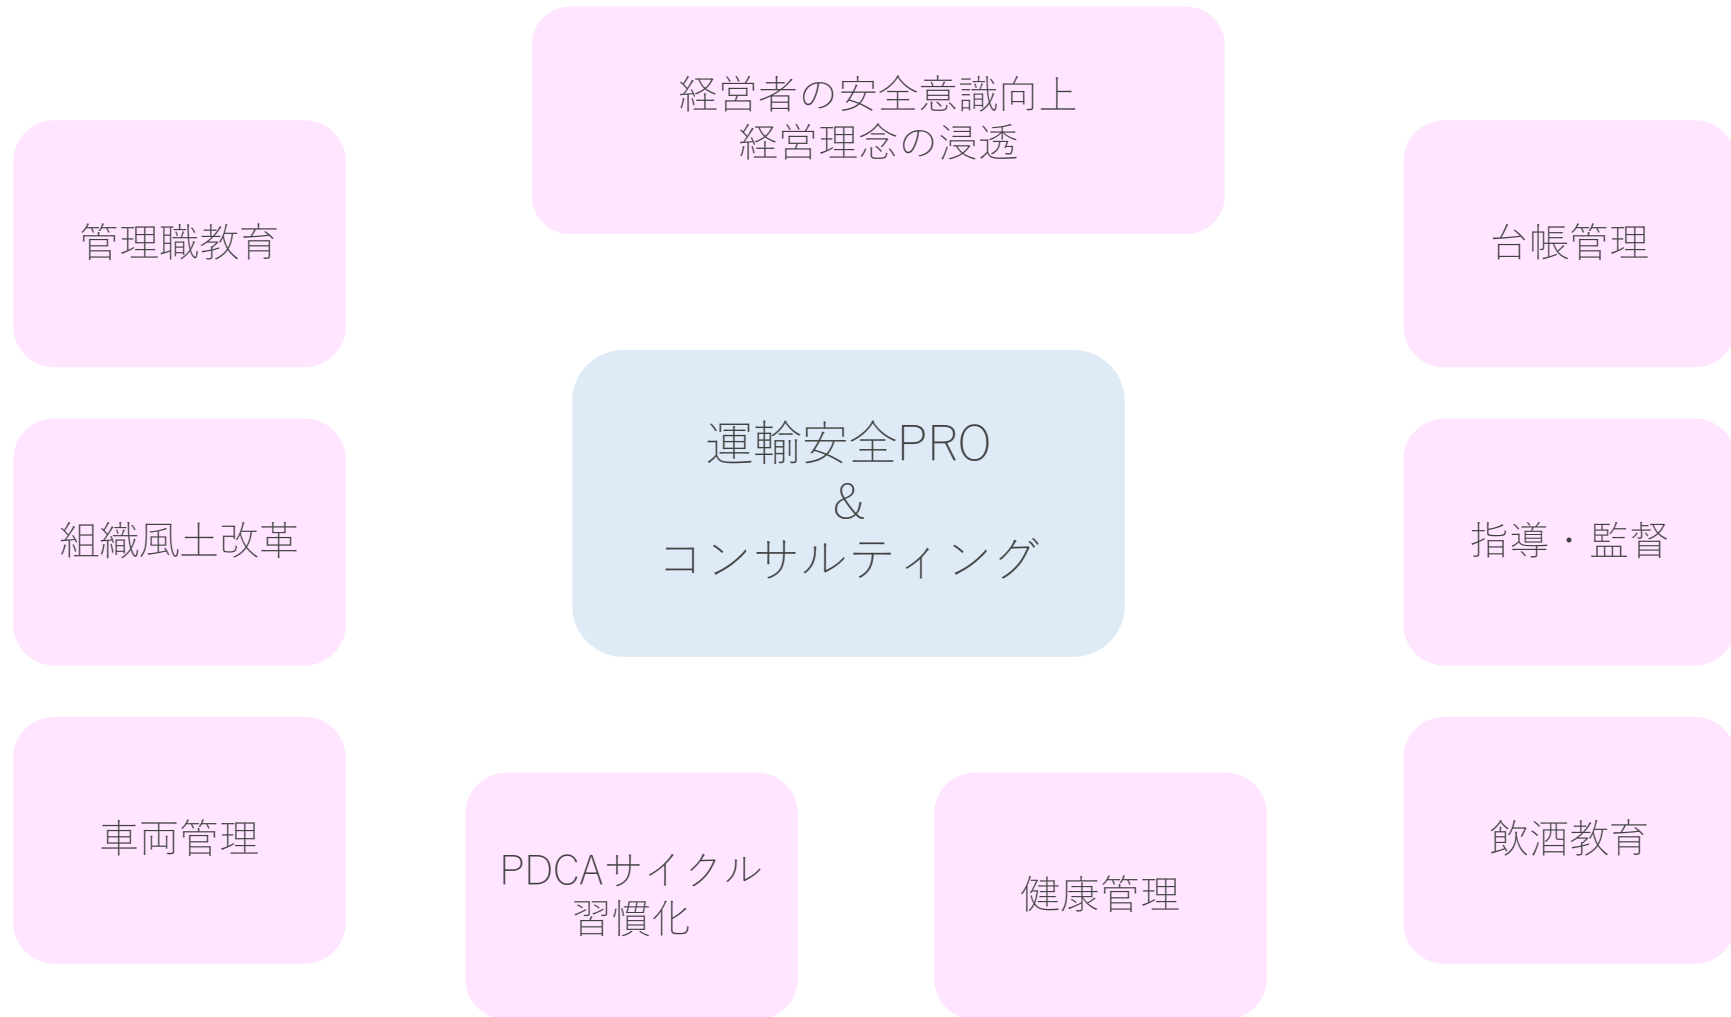 経営者の安全意識向上
経営理念の浸透
管理職教育
台帳管理
運輸安全PRO
&
コンサルティング
組織風土改革
指導・監督
車両管理
飲酒教育
PDCAサイクル
習慣化
健康管理